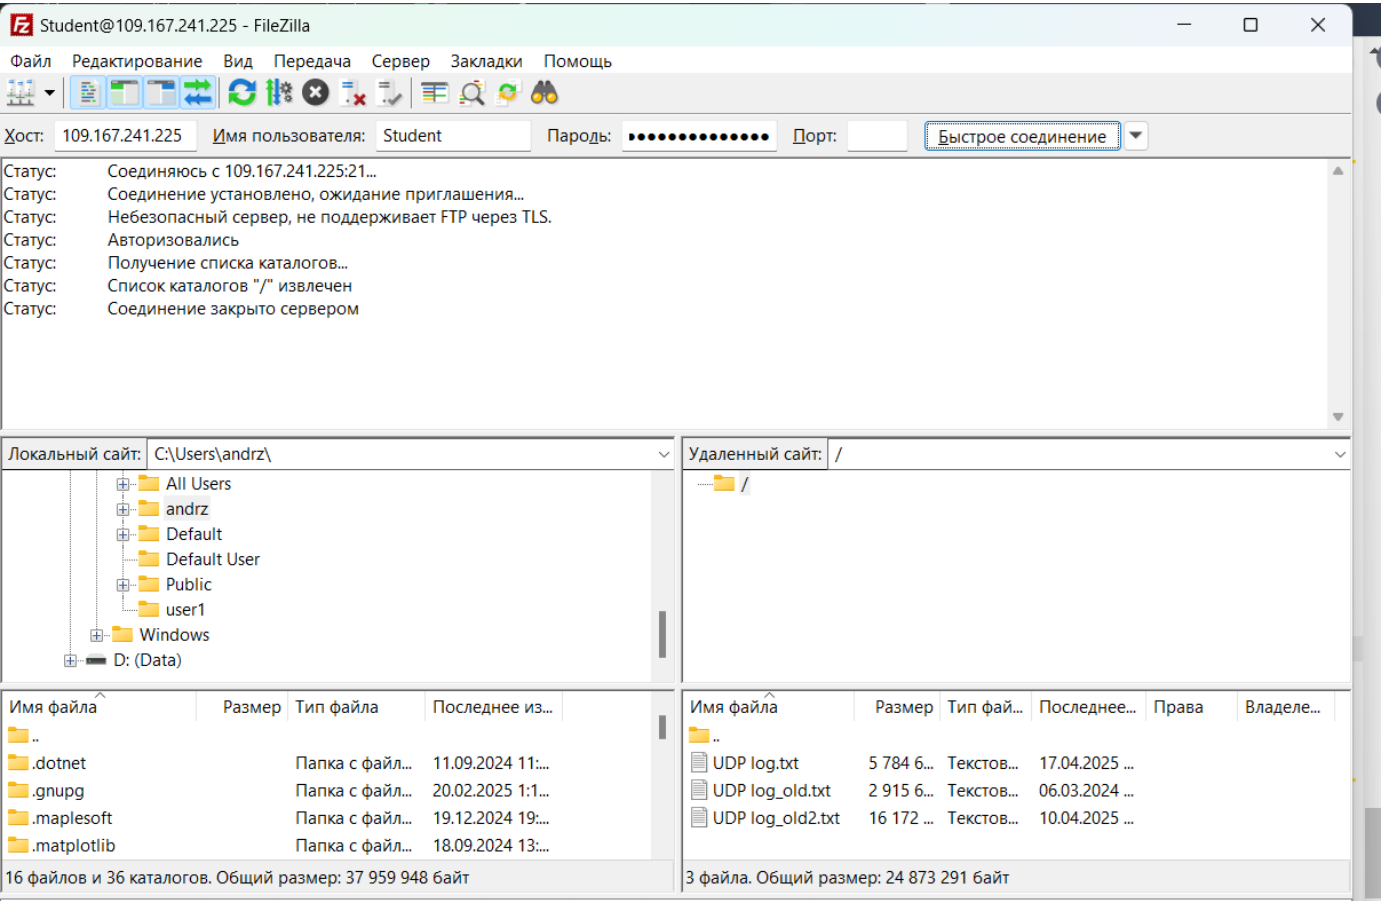 Student@109.167.241.225 - FileZilla
Файл Редактирование Вид Передача Сервер Закладки Помощь
Хост: 109.167.241.225 Имя пользователя: Student Пароль: ●●●●●●●●●●●●●● Порт: Быстрое соединение
Статус: Соединяюсь с 109.167.241.225:21...
Статус: Соединение установлено, ожидание приглашения...
Статус: Небезопасный сервер, не поддерживает FTP через TLS.
Статус: Авторизовались
Статус: Получение списка каталогов...
Статус: Список каталогов "/" извлечен
Статус: Соединение закрыто сервером
Локальный сайт: C:\Users\andrz\
All Users
andrz
Default
Default User
Public
user1
Windows
D: (Data)
Удаленный сайт: /
/
Имя файла Размер Тип файла Последнее из...
..
.dotnet Папка с файл... 11.09.2024 11:...
.gnupg Папка с файл... 20.02.2025 1:1...
.maplesoft Папка с файл... 19.12.2024 19:...
.matplotlib Папка с файл... 18.09.2024 13:...
16 файлов и 36 каталогов. Общий размер: 37 959 948 байт
Имя файла Размер Тип фай... Последнее... Права Владеле...
..
UDP log.txt 5 784 6... Текстов... 17.04.2025 ...
UDP log_old.txt 2 915 6... Текстов... 06.03.2024 ...
UDP log_old2.txt 16 172 ... Текстов... 10.04.2025 ...
3 файла. Общий размер: 24 873 291 байт